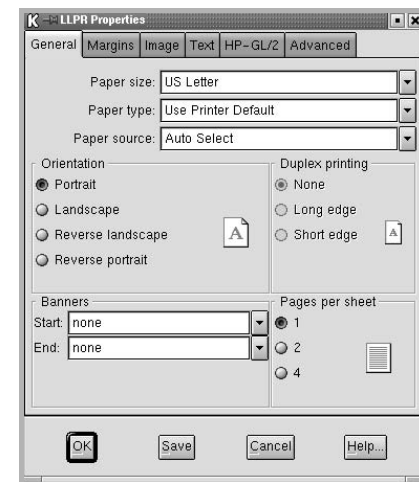 K LLPR Properties
General Margins Image Text HP-GL/2 Advanced
Paper size: US Letter
Paper type: Use Printer Default
Paper source: Auto Select
Orientation
Portrait
Landscape
Reverse landscape
Reverse portrait
A
Duplex printing
None
Long edge
Short edge
A
Banners
Start: none
End: none
Pages per sheet
1
2
4
OK Save Cancel Help...